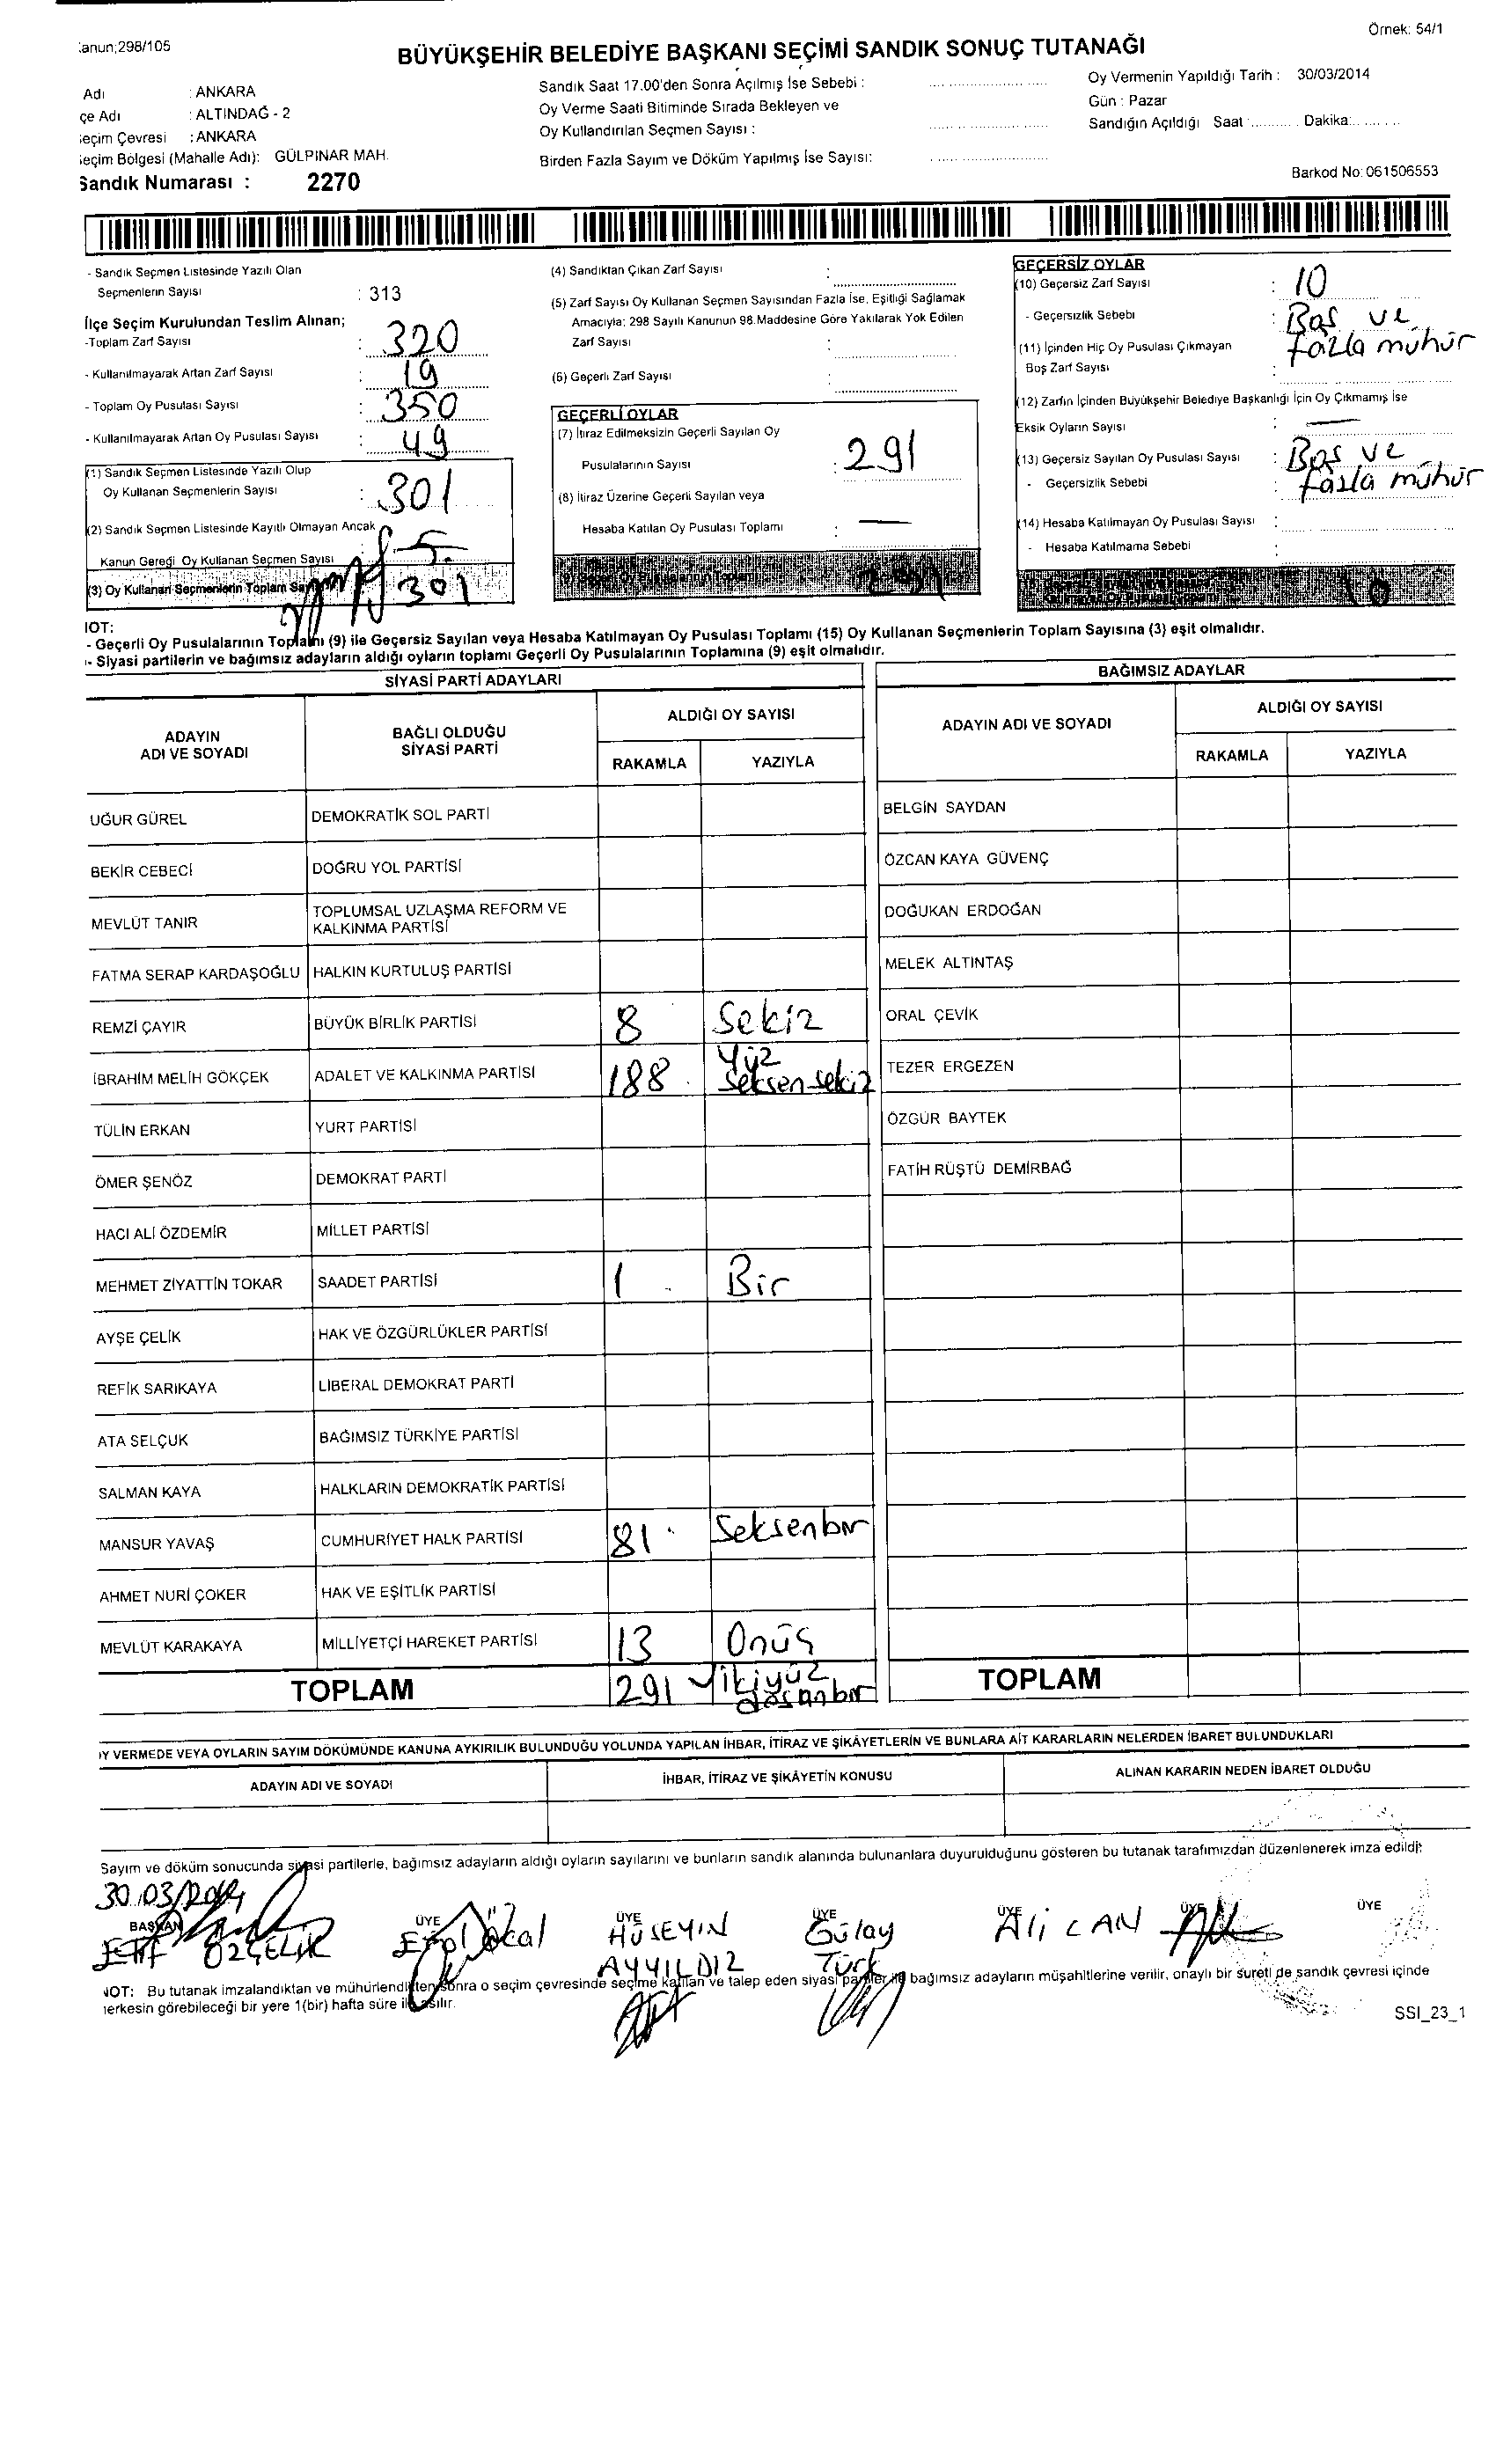 Örnek: 54/1
anun;298/105
BÜYÜKŞEHİR BELEDİYE BAŞKANI SEÇİMİ SANDIK SONUÇ TUTANAĞI
Adı : ANKARA
çe Adı : ALTINDAĞ - 2
eçim Çevresi : ANKARA
eçim Bölgesi (Mahalle Adı): GÜLPINAR MAH.
Sandık Numarası : 2270
Sandık Saat 17.00'den Sonra Açılmış İse Sebebi :
Oy Verme Saati Bitiminde Sırada Bekleyen ve
Oy Kullandırılan Seçmen Sayısı :
Birden Fazla Sayım ve Döküm Yapılmış İse Sayısı:
Oy Vermenin Yapıldığı Tarih : 30/03/2014
Gün : Pazar
Sandığın Açıldığı Saat :........... Dakika:..........
Barkod No: 061506553
- Sandık Seçmen Listesinde Yazılı Olan
Seçmenlerin Sayısı : 313
İlçe Seçim Kurulundan Teslim Alınan;
-Toplam Zarf Sayısı : 320
- Kullanılmayarak Artan Zarf Sayısı : 19
- Toplam Oy Pusulası Sayısı : 350
- Kullanılmayarak Artan Oy Pusulası Sayısı : 49
(1) Sandık Seçmen Listesinde Yazılı Olup
Oy Kullanan Seçmenlerin Sayısı : 301
(2) Sandık Seçmen Listesinde Kayıtlı Olmayan Ancak
Kanun Gereği Oy Kullanan Seçmen Sayısı
(3) Oy Kullanan Seçmenlerin Toplam Sayısı 301
(4) Sandıktan Çıkan Zarf Sayısı :
(5) Zarf Sayısı Oy Kullanan Seçmen Sayısından Fazla İse, Eşitliği Sağlamak
Amacıyla; 298 Sayılı Kanunun 98.Maddesine Göre Yakılarak Yok Edilen
Zarf Sayısı :
(6) Geçerli Zarf Sayısı :
GEÇERLİ OYLAR
(7) İtiraz Edilmeksizin Geçerli Sayılan Oy
Pusulalarının Sayısı : 291
(8) İtiraz Üzerine Geçerli Sayılan veya
Hesaba Katılan Oy Pusulası Toplamı : —
291
GEÇERSİZ OYLAR
(10) Geçersiz Zarf Sayısı : 10
- Geçersizlik Sebebi : Boş ve
fazla mühür
(11) İçinden Hiç Oy Pusulası Çıkmayan
Boş Zarf Sayısı :
(12) Zarfın İçinden Büyükşehir Belediye Başkanlığı İçin Oy Çıkmamış İse
Eksik Oyların Sayısı : —
(13) Geçersiz Sayılan Oy Pusulası Sayısı : Boş ve
- Geçersizlik Sebebi fazla mühür
(14) Hesaba Katılmayan Oy Pusulası Sayısı :
- Hesaba Katılmama Sebebi :
10
IOT:
- Geçerli Oy Pusulalarının Toplamı (9) ile Geçersiz Sayılan veya Hesaba Katılmayan Oy Pusulası Toplamı (15) Oy Kullanan Seçmenlerin Toplam Sayısına (3) eşit olmalıdır.
- Siyasi partilerin ve bağımsız adayların aldığı oyların toplamı Geçerli Oy Pusulalarının Toplamına (9) eşit olmalıdır.
SİYASİ PARTİ ADAYLARI
ADAYIN
ADI VE SOYADI
BAĞLI OLDUĞU
SİYASİ PARTİ
ALDIĞI OY SAYISI
RAKAMLA YAZIYLA
UĞUR GÜREL DEMOKRATİK SOL PARTİ
BEKİR CEBECİ DOĞRU YOL PARTİSİ
MEVLÜT TANIR TOPLUMSAL UZLAŞMA REFORM VE
KALKINMA PARTİSİ
FATMA SERAP KARDAŞOĞLU HALKIN KURTULUŞ PARTİSİ
REMZİ ÇAYIR BÜYÜK BİRLİK PARTİSİ 8 Sekiz
İBRAHİM MELİH GÖKÇEK ADALET VE KALKINMA PARTİSİ 188 Yüz
Seksen sekiz
TÜLİN ERKAN YURT PARTİSİ
ÖMER ŞENÖZ DEMOKRAT PARTİ
HACI ALİ ÖZDEMİR MİLLET PARTİSİ
MEHMET ZİYATTİN TOKAR SAADET PARTİSİ 1 Bir
AYŞE ÇELİK HAK VE ÖZGÜRLÜKLER PARTİSİ
REFİK SARIKAYA LİBERAL DEMOKRAT PARTİ
ATA SELÇUK BAĞIMSIZ TÜRKİYE PARTİSİ
SALMAN KAYA HALKLARIN DEMOKRATİK PARTİSİ
MANSUR YAVAŞ CUMHURİYET HALK PARTİSİ 81 Seksenbir
AHMET NURİ ÇOKER HAK VE EŞİTLİK PARTİSİ
MEVLÜT KARAKAYA MİLLİYETÇİ HAREKET PARTİSİ 13 Onüç
TOPLAM 291 ikiyüz
doksanbir
BAĞIMSIZ ADAYLAR
ADAYIN ADI VE SOYADI
ALDIĞI OY SAYISI
RAKAMLA YAZIYLA
BELGİN SAYDAN
ÖZCAN KAYA GÜVENÇ
DOĞUKAN ERDOĞAN
MELEK ALTINTAŞ
ORAL ÇEVİK
TEZER ERGEZEN
ÖZGÜR BAYTEK
FATİH RÜŞTÜ DEMİRBAĞ
TOPLAM
Y VERMEDE VEYA OYLARIN SAYIM DÖKÜMÜNDE KANUNA AYKIRILIK BULUNDUĞU YOLUNDA YAPILAN İHBAR, İTİRAZ VE ŞİKÂYETLERİN VE BUNLARA AİT KARARLARIN NELERDEN İBARET BULUNDUKLARI
ADAYIN ADI VE SOYADI İHBAR, İTİRAZ VE ŞİKÂYETİN KONUSU ALINAN KARARIN NEDEN İBARET OLDUĞU
Sayım ve döküm sonucunda siyasi partilerle, bağımsız adayların aldığı oyların sayılarını ve bunların sandık alanında bulunanlara duyurulduğunu gösteren bu tutanak tarafımızdan düzenlenerek imza edildi:
30.03/2014
BAŞKAN ÜYE ÜYE ÜYE ÜYE ÜYE ÜYE
Elif ÖZÇELİK Erol HÜSEYİN Gülay Ali CAN
AYYILDIZ Türk
NOT: Bu tutanak imzalandıktan ve mühürlendikten sonra o seçim çevresinde seçime katılan ve talep eden siyasi partiler ile bağımsız adayların müşahitlerine verilir, onaylı bir sureti de sandık çevresi içinde
erkesin görebileceği bir yere 1(bir) hafta süre ile asılır.
SSI_23_1